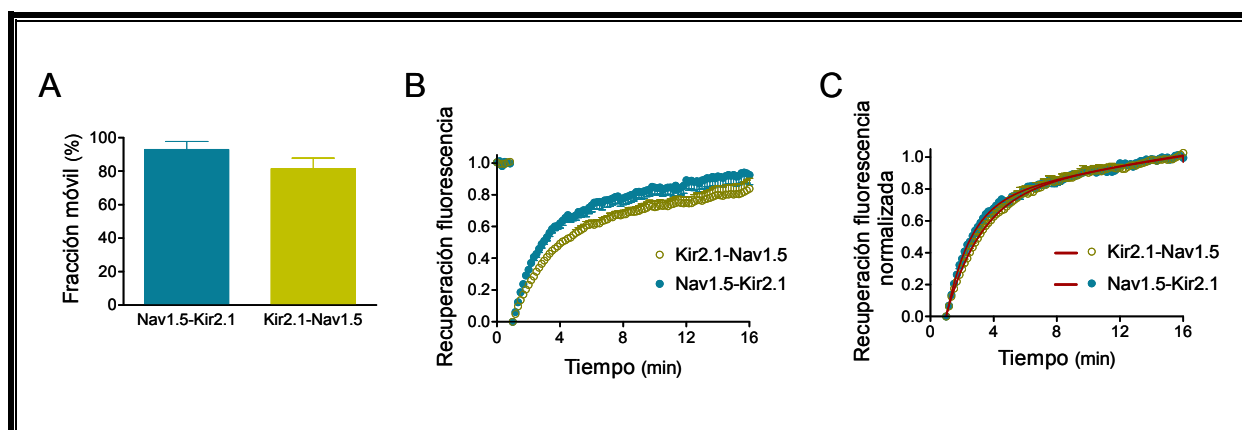 A
Fracción móvil (%)
100
80
60
40
20
0
Nav1.5-Kir2.1
Kir2.1-Nav1.5
B
Recuperación fluorescencia
1.0
0.8
0.6
0.4
0.2
0.0
0
4
8
12
16
Tiempo (min)
Kir2.1-Nav1.5
Nav1.5-Kir2.1
C
Recuperación fluorescencia
normalizada
1.0
0.8
0.6
0.4
0.2
0.0
0
4
8
12
16
Tiempo (min)
Kir2.1-Nav1.5
Nav1.5-Kir2.1